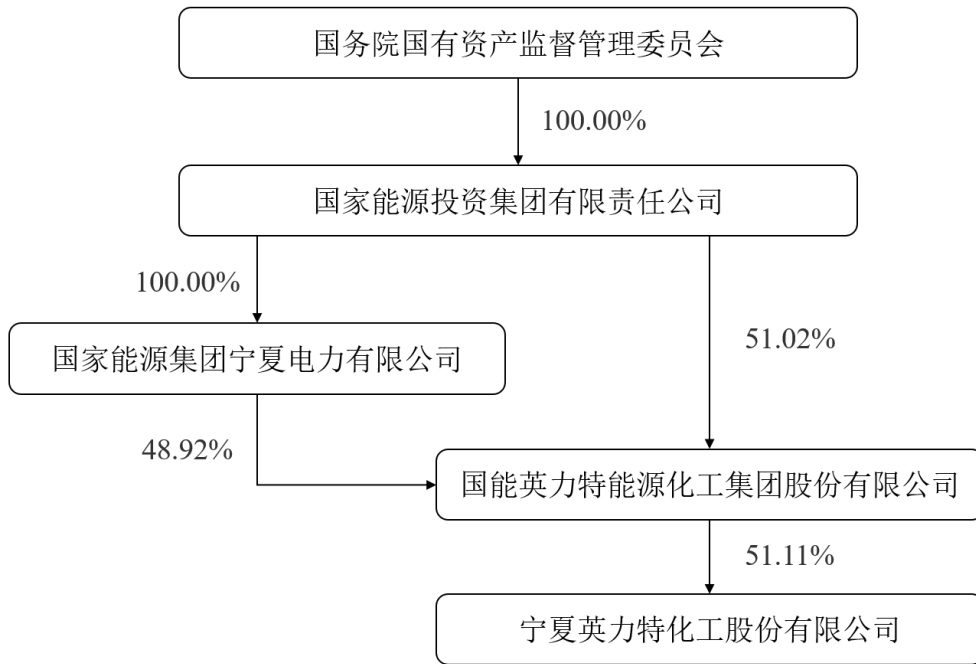 国务院国有资产监督管理委员会
100.00%
国家能源投资集团有限责任公司
100.00%
51.02%
国家能源集团宁夏电力有限公司
48.92%
国能英力特能源化工集团股份有限公司
51.11%
宁夏英力特化工股份有限公司